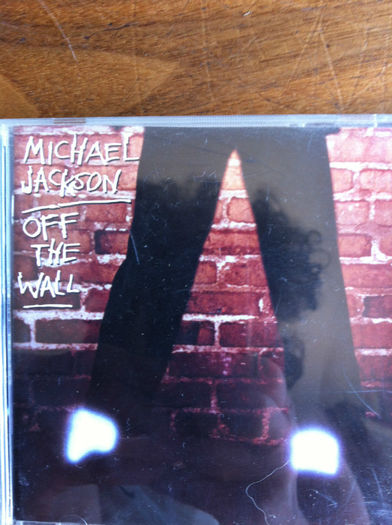 MICHAEL
JACKSON
OFF
THE
WALL